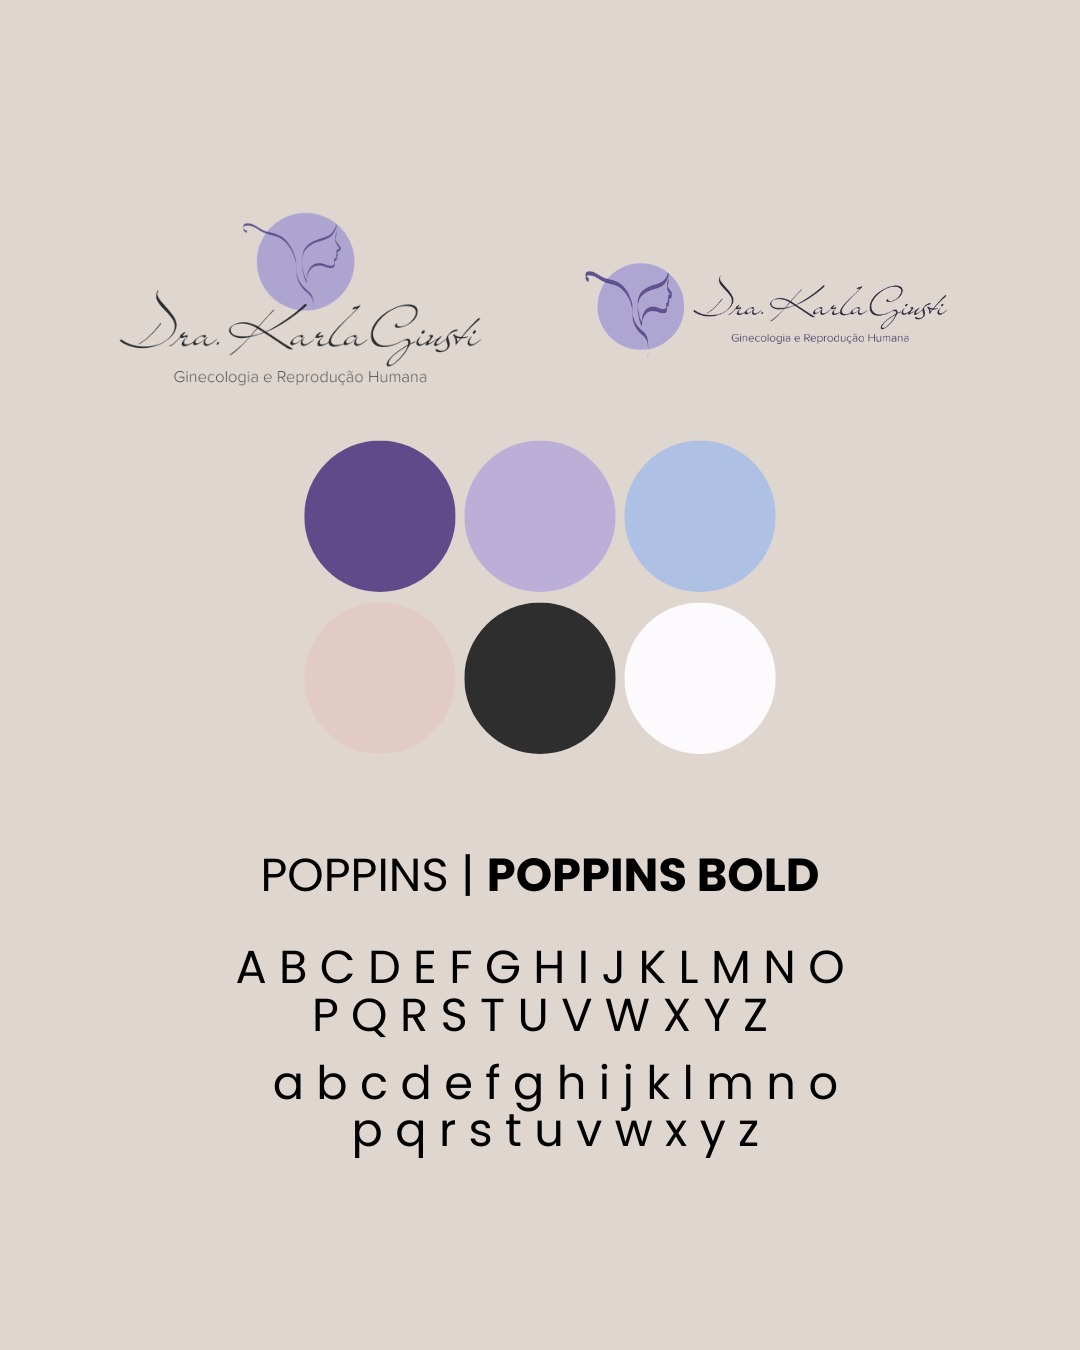 Dra. Karla Giusti
Ginecologia e Reprodução Humana
Dra. Karla Giusti
Ginecologia e Reprodução Humana
POPPINS | POPPINS BOLD
A B C D E F G H I J K L M N O
P Q R S T U V W X Y Z
a b c d e f g h i j k l m n o
p q r s t u v w x y z